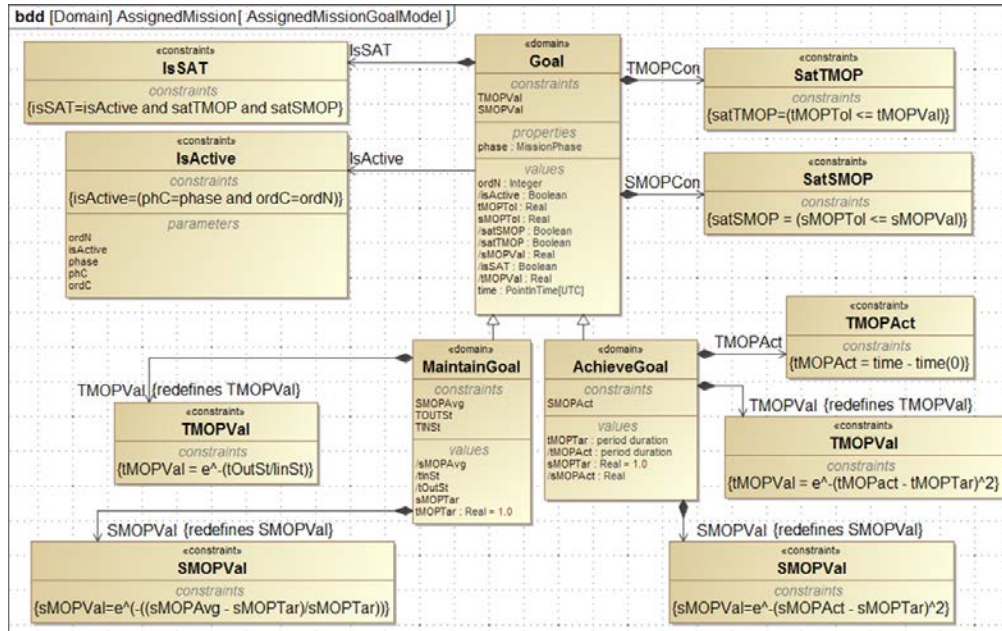 bdd [Domain] AssignedMission[ AssignedMissionGoalModel ]
«constraint»
IsSAT
constraints
{isSAT=isActive and satTMOP and satSMOP}
IsSAT
«domain»
Goal
constraints
TMOPVal
SMOPVal
properties
phase : MissionPhase
values
ordN : Integer
/isActive : Boolean
tMOPTol : Real
sMOPTol : Real
/satSMOP : Boolean
/satTMOP : Boolean
/sMOPVal : Real
/isSAT : Boolean
/tMOPVal : Real
time : PointInTime[UTC]
TMOPCon
«constraint»
SatTMOP
constraints
{satTMOP=(tMOPTol <= tMOPVal)}
«constraint»
IsActive
constraints
{isActive=(phC=phase and ordC=ordN)}
parameters
ordN
isActive
phase
phC
ordC
IsActive
SMOPCon
«constraint»
SatSMOP
constraints
{satSMOP = (sMOPTol <= sMOPVal)}
«domain»
MaintainGoal
constraints
SMOPAvg
TOUTSt
TINSt
values
/sMOPAvg
/tInSt
/tOutSt
sMOPTar
tMOPTar : Real = 1.0
«domain»
AchieveGoal
constraints
SMOPAct
values
tMOPTar : period duration
/tMOPAct : period duration
sMOPTar : Real = 1.0
/sMOPAct : Real
TMOPAct
«constraint»
TMOPAct
constraints
{tMOPAct = time - time(0)}
TMOPVal {redefines TMOPVal}
«constraint»
TMOPVal
constraints
{tMOPVal = e^-(tOutSt/linSt)}
TMOPVal {redefines TMOPVal}
«constraint»
TMOPVal
constraints
{tMOPVal = e^-(tMOPact - tMOPTar)^2}
SMOPVal {redefines SMOPVal}
«constraint»
SMOPVal
constraints
{sMOPVal=e^(-((sMOPAvg - sMOPTar)/sMOPTar))}
SMOPVal {redefines SMOPVal}
«constraint»
SMOPVal
constraints
{sMOPVal=e^-(sMOPAct - sMOPTar)^2}